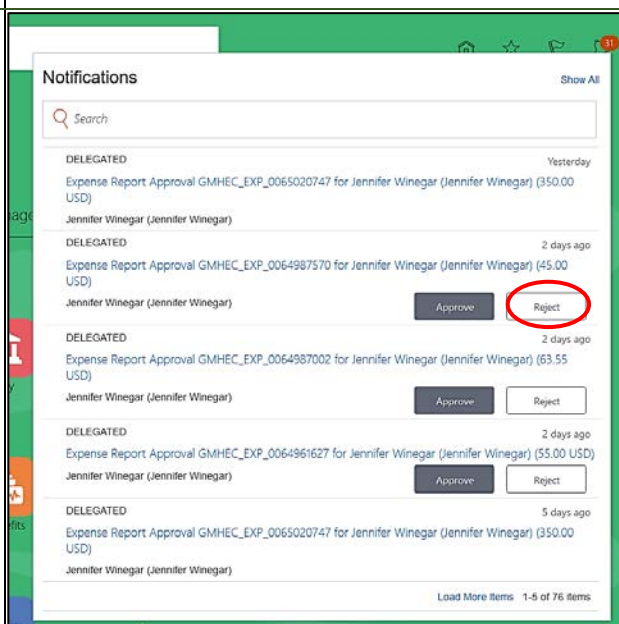 31
Notifications
Show All
Search
DELEGATED
Yesterday
Expense Report Approval GMHEC_EXP_0065020747 for Jennifer Winegar (Jennifer Winegar) (350.00
USD)
Jennifer Winegar (Jennifer Winegar)
DELEGATED
2 days ago
Expense Report Approval GMHEC_EXP_0064987570 for Jennifer Winegar (Jennifer Winegar) (45.00
USD)
Jennifer Winegar (Jennifer Winegar)
Approve Reject
DELEGATED
2 days ago
Expense Report Approval GMHEC_EXP_0064987002 for Jennifer Winegar (Jennifer Winegar) (63.55
USD)
Jennifer Winegar (Jennifer Winegar)
Approve Reject
DELEGATED
2 days ago
Expense Report Approval GMHEC_EXP_0064961627 for Jennifer Winegar (Jennifer Winegar) (55.00 USD)
Jennifer Winegar (Jennifer Winegar)
Approve Reject
DELEGATED
5 days ago
Expense Report Approval GMHEC_EXP_0065020747 for Jennifer Winegar (Jennifer Winegar) (350.00
USD)
Jennifer Winegar (Jennifer Winegar)
Load More Items 1-5 of 76 items